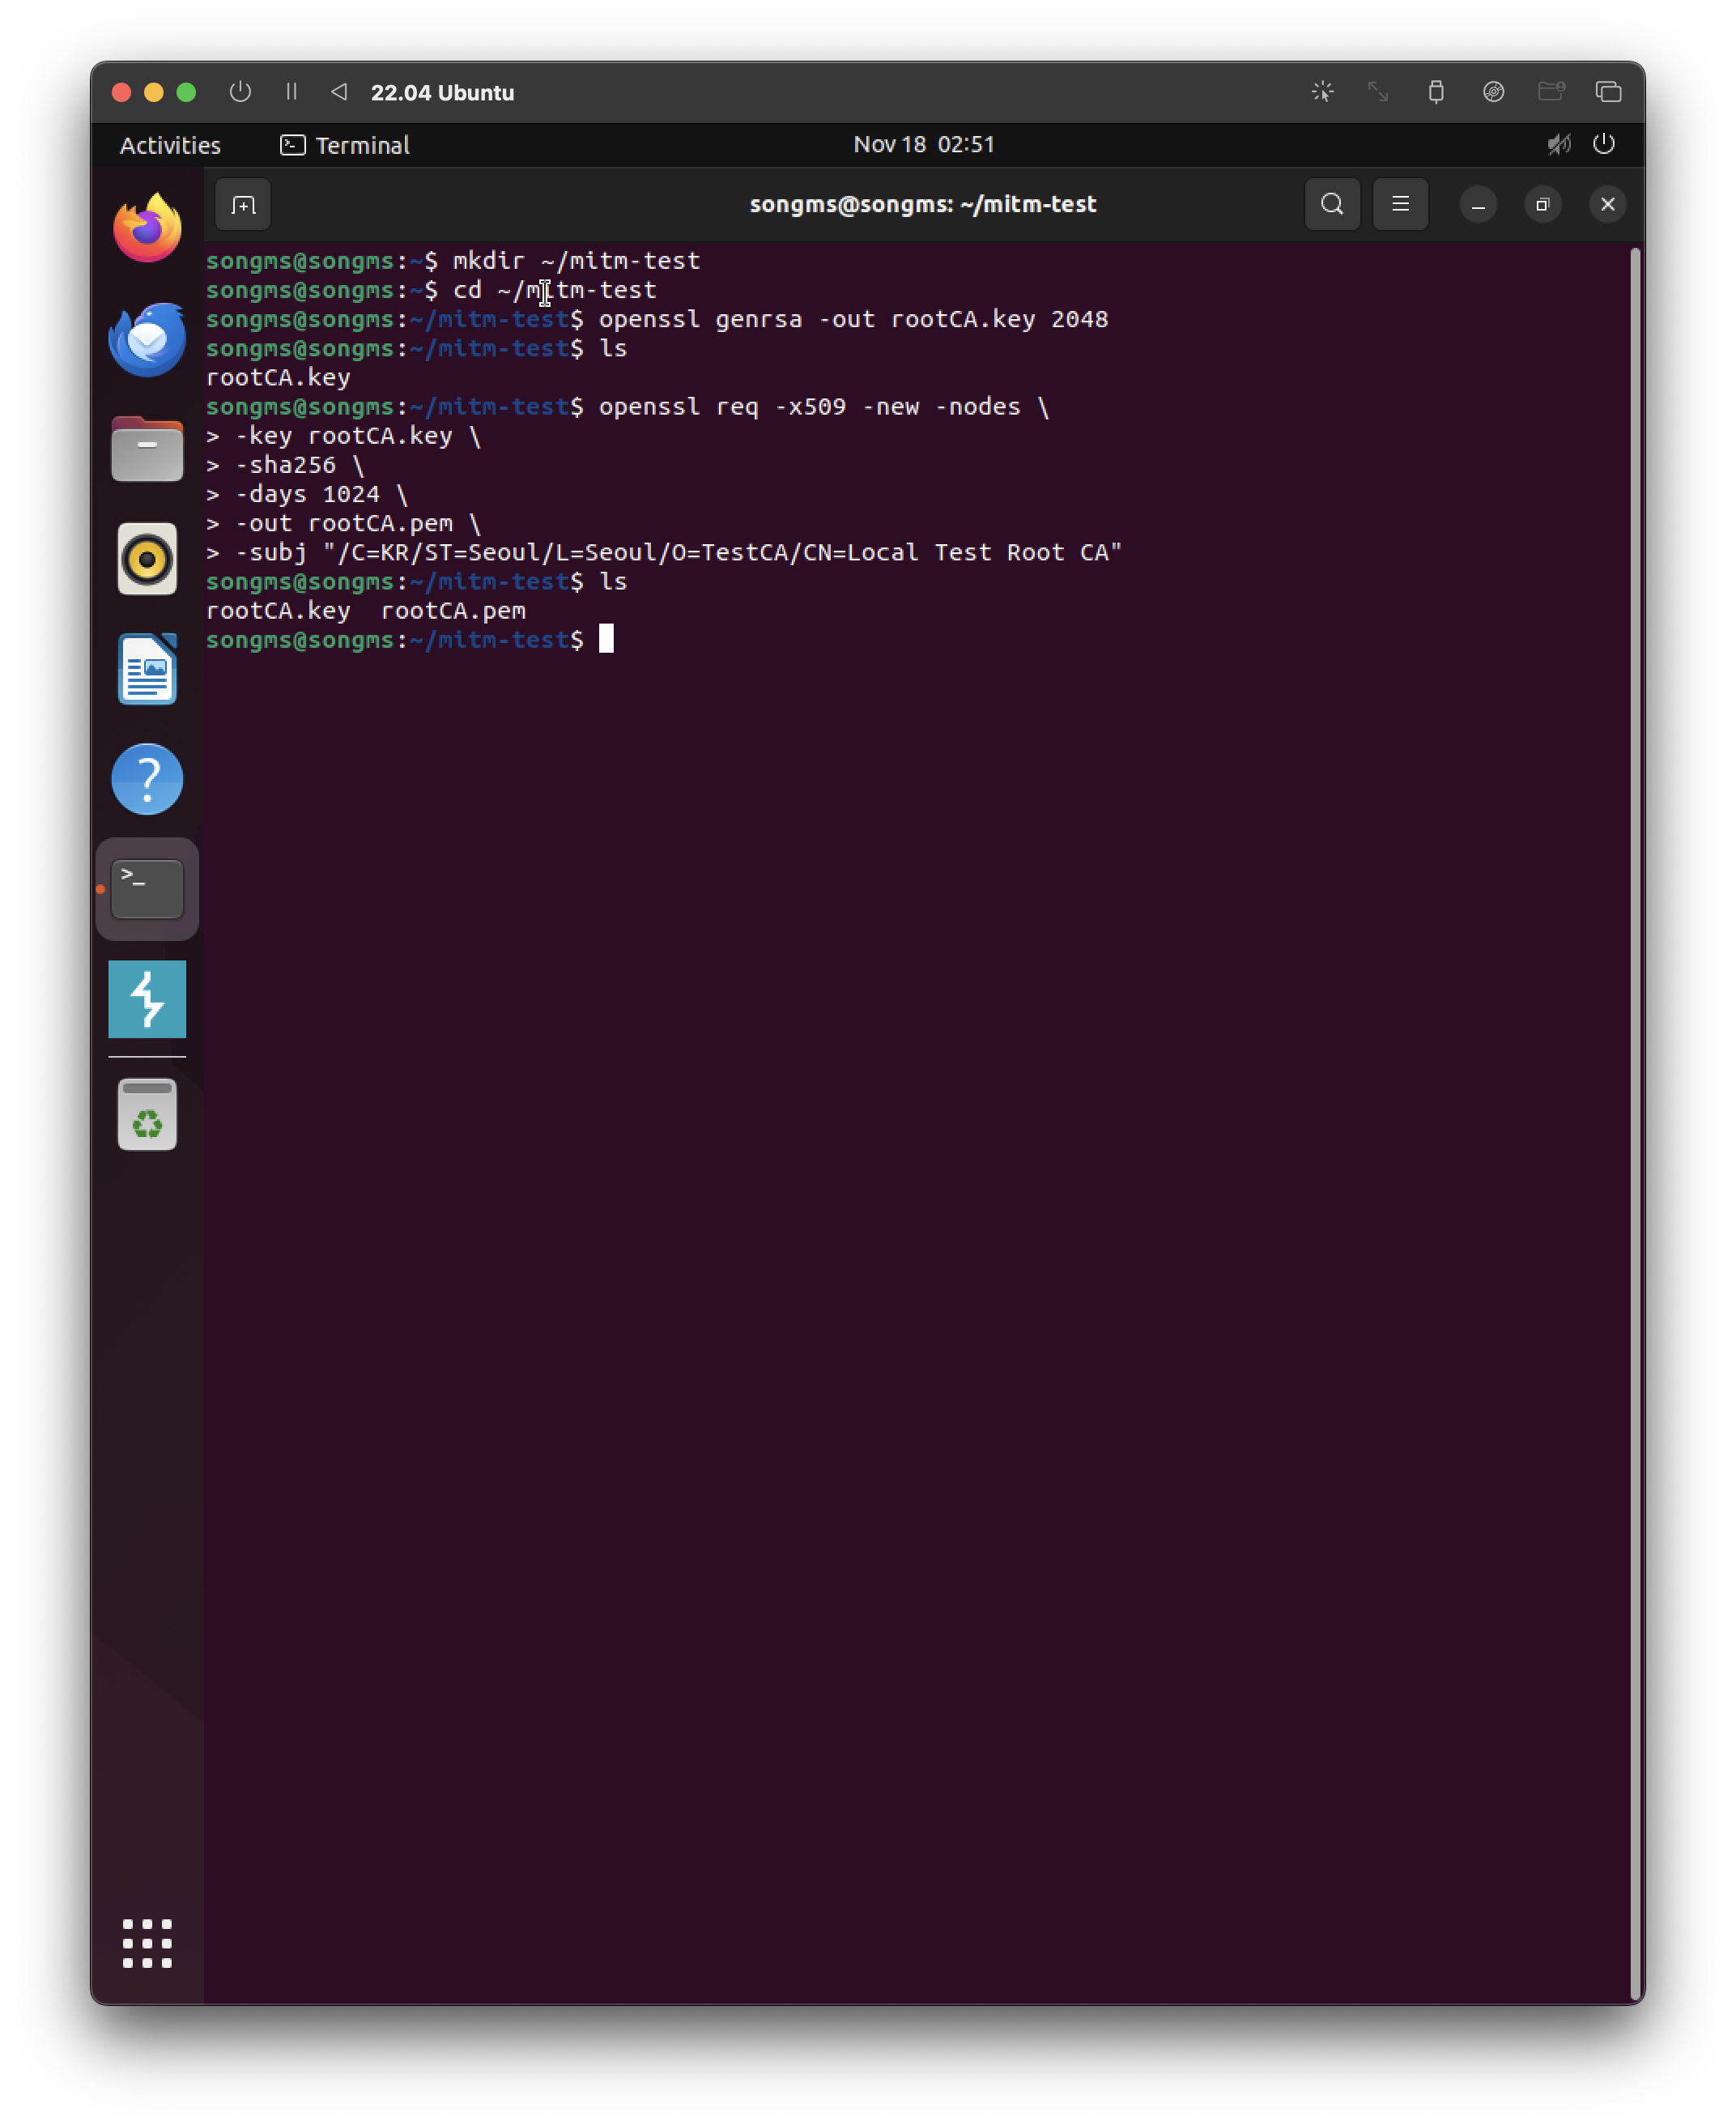 22.04 Ubuntu
Activities
Terminal
Nov 18 02:51
songms@songms: ~/mitm-test
songms@songms:~$ mkdir ~/mitm-test
songms@songms:~$ cd ~/mitm-test
songms@songms:~/mitm-test$ openssl genrsa -out rootCA.key 2048
songms@songms:~/mitm-test$ ls
rootCA.key
songms@songms:~/mitm-test$ openssl req -x509 -new -nodes \
> -key rootCA.key \
> -sha256 \
> -days 1024 \
> -out rootCA.pem \
> -subj "/C=KR/ST=Seoul/L=Seoul/O=TestCA/CN=Local Test Root CA"
songms@songms:~/mitm-test$ ls
rootCA.key  rootCA.pem
songms@songms:~/mitm-test$